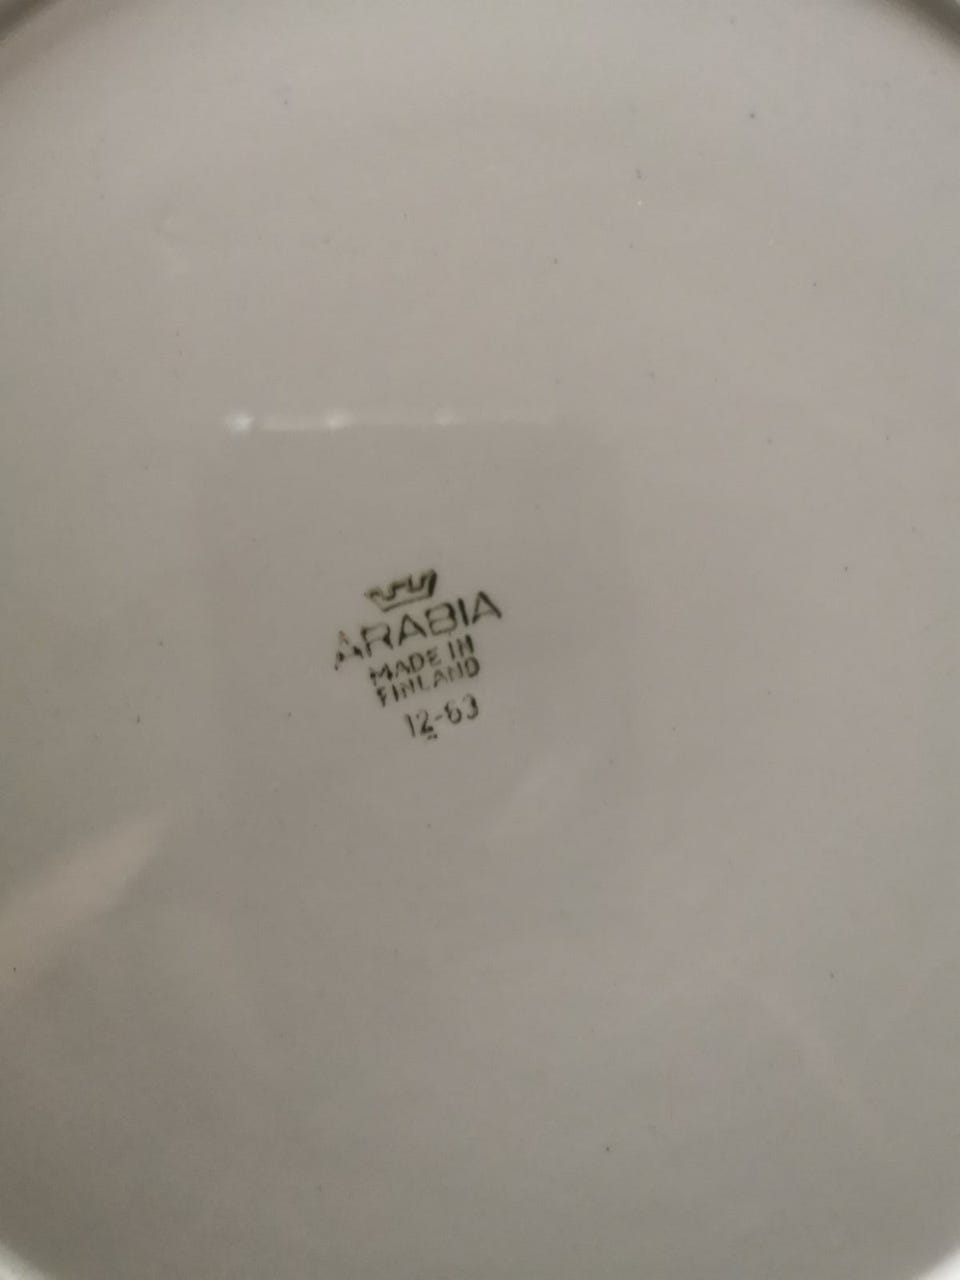 ARABIA
MADE IN
FINLAND
12-63